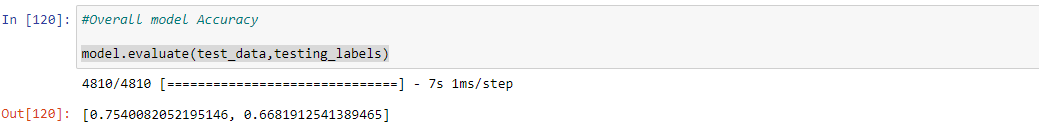 In [120]: #Overall model Accuracy
model.evaluate(test_data,testing_labels)
4810/4810 [==============================] - 7s 1ms/step
Out[120]: [0.7540082052195146, 0.6681912541389465]